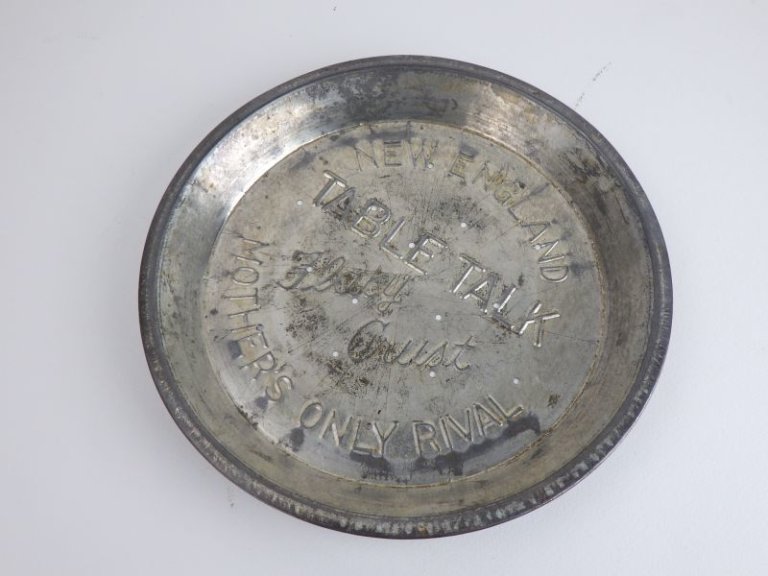 NEW ENGLAND
TABLE TALK
Flaky
Crust
MOTHER'S ONLY RIVAL